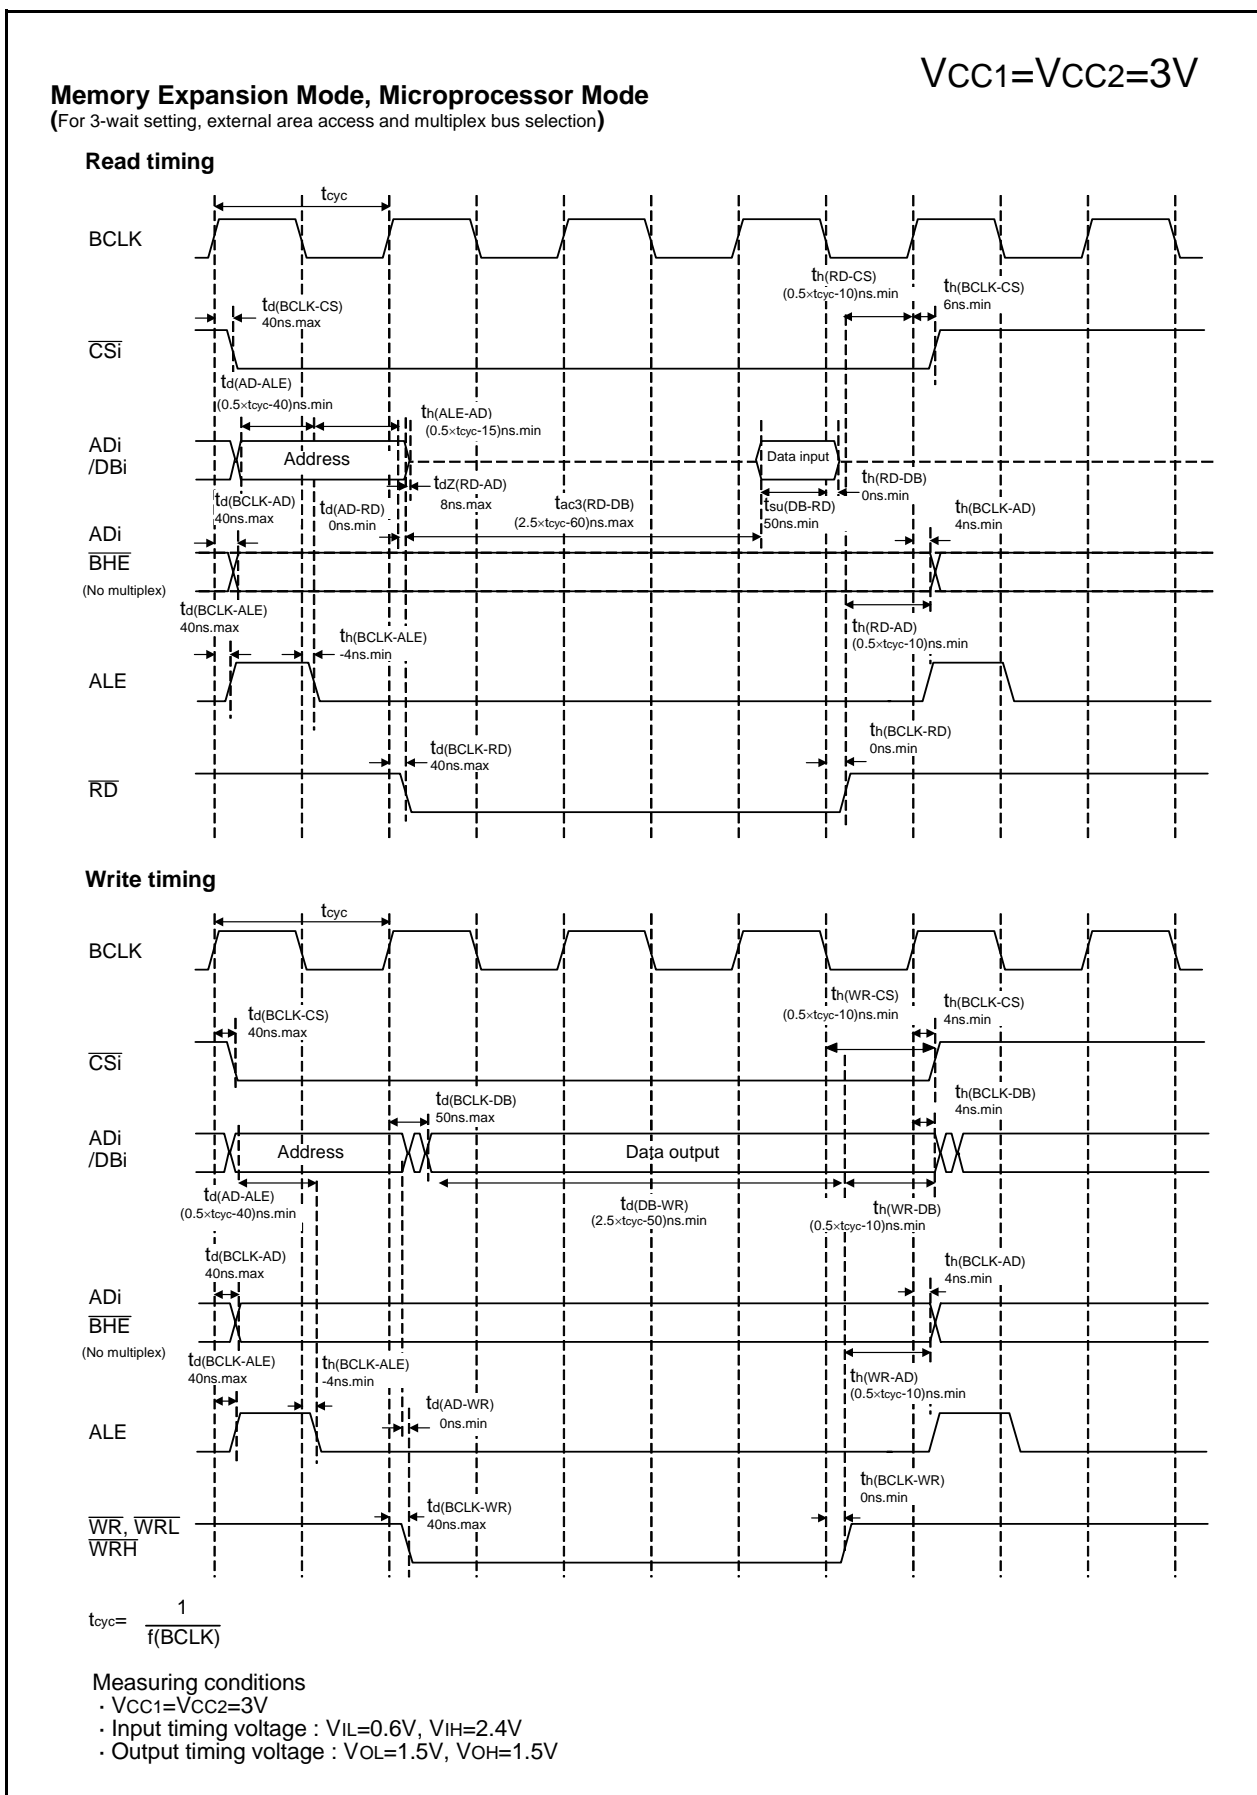 VCC1=VCC2=3V
Memory Expansion Mode, Microprocessor Mode
(For 3-wait setting, external area access and multiplex bus selection)
Read timing
tcyc
BCLK
th(RD-CS)
(0.5×tcyc-10)ns.min
th(BCLK-CS)
6ns.min
td(BCLK-CS)
40ns.max
CSi
td(AD-ALE)
(0.5×tcyc-40)ns.min
th(ALE-AD)
(0.5×tcyc-15)ns.min
ADi
/DBi
Address
Data input
tdZ(RD-AD)
8ns.max
th(RD-DB)
0ns.min
td(BCLK-AD)
40ns.max
td(AD-RD)
0ns.min
tac3(RD-DB)
(2.5×tcyc-60)ns.max
tsu(DB-RD)
50ns.min
th(BCLK-AD)
4ns.min
ADi
BHE
(No multiplex)
td(BCLK-ALE)
40ns.max
th(BCLK-ALE)
-4ns.min
th(RD-AD)
(0.5×tcyc-10)ns.min
ALE
td(BCLK-RD)
40ns.max
th(BCLK-RD)
0ns.min
RD
Write timing
tcyc
BCLK
td(BCLK-CS)
40ns.max
th(WR-CS)
(0.5×tcyc-10)ns.min
th(BCLK-CS)
4ns.min
CSi
td(BCLK-DB)
50ns.max
th(BCLK-DB)
4ns.min
ADi
/DBi
Address
Data output
td(AD-ALE)
(0.5×tcyc-40)ns.min
td(DB-WR)
(2.5×tcyc-50)ns.min
th(WR-DB)
(0.5×tcyc-10)ns.min
td(BCLK-AD)
40ns.max
th(BCLK-AD)
4ns.min
ADi
BHE
(No multiplex)
td(BCLK-ALE)
40ns.max
th(BCLK-ALE)
-4ns.min
td(AD-WR)
0ns.min
th(WR-AD)
(0.5×tcyc-10)ns.min
ALE
td(BCLK-WR)
40ns.max
th(BCLK-WR)
0ns.min
WR, WRL
WRH
tcyc= 1
f(BCLK)
Measuring conditions
· VCC1=VCC2=3V
· Input timing voltage : VIL=0.6V, VIH=2.4V
· Output timing voltage : VOL=1.5V, VOH=1.5V